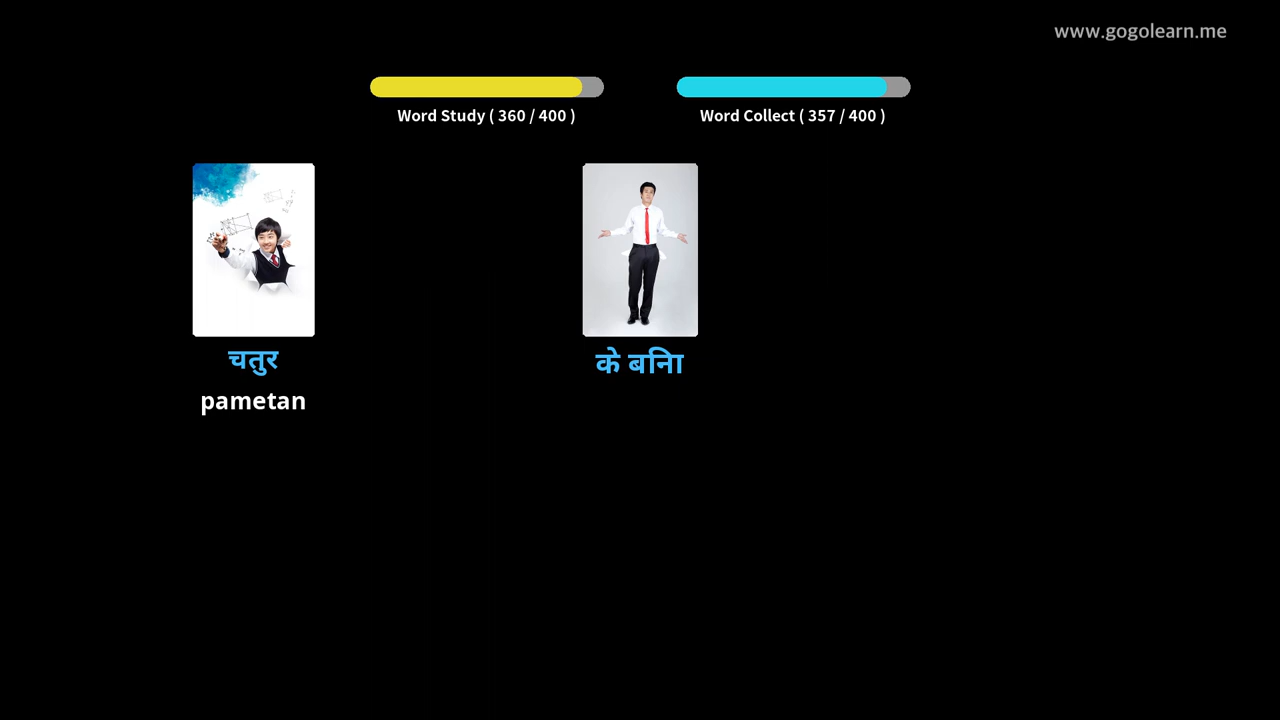 www.gogolearn.me
Word Study ( 360 / 400 )
Word Collect ( 357 / 400 )
चतुर
pametan
के बिना